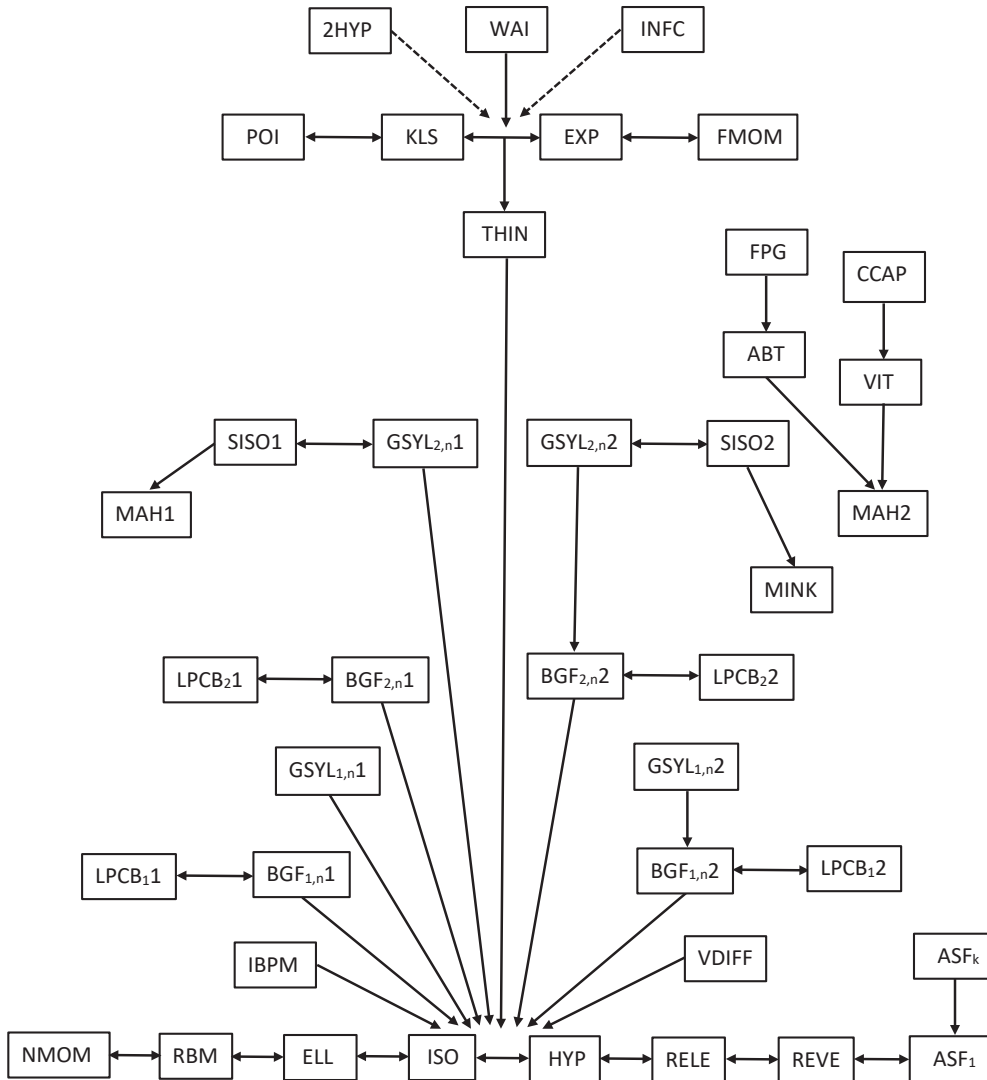 2HYP
WAI
INFC
POI
KLS
EXP
FMOM
THIN
FPG
CCAP
ABT
VIT
SISO1
GSYL₂,ₙ1
GSYL₂,ₙ2
SISO2
MAH1
MAH2
MINK
LPCB₂1
BGF₂,ₙ1
BGF₂,ₙ2
LPCB₂2
GSYL₁,ₙ1
GSYL₁,ₙ2
LPCB₁1
BGF₁,ₙ1
BGF₁,ₙ2
LPCB₁2
IBPM
VDIFF
ASFₖ
NMOM
RBM
ELL
ISO
HYP
RELE
REVE
ASF₁